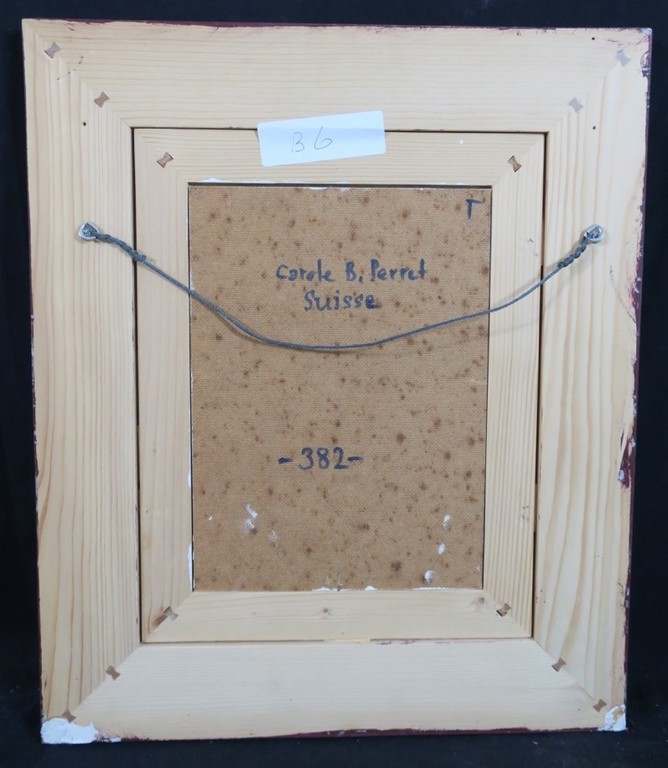 B6
T
Carole B. Perret
Suisse
-382-